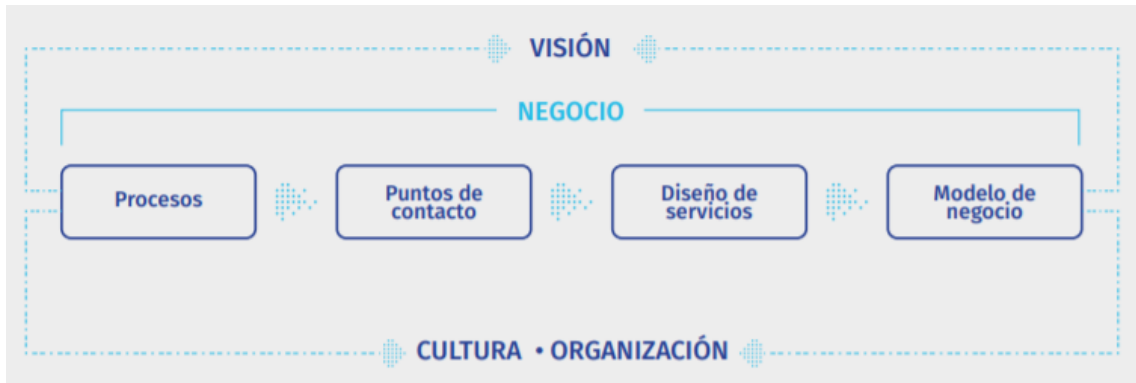 VISIÓN
NEGOCIO
Procesos
Puntos de
contacto
Diseño de
servicios
Modelo de
negocio
CULTURA • ORGANIZACIÓN